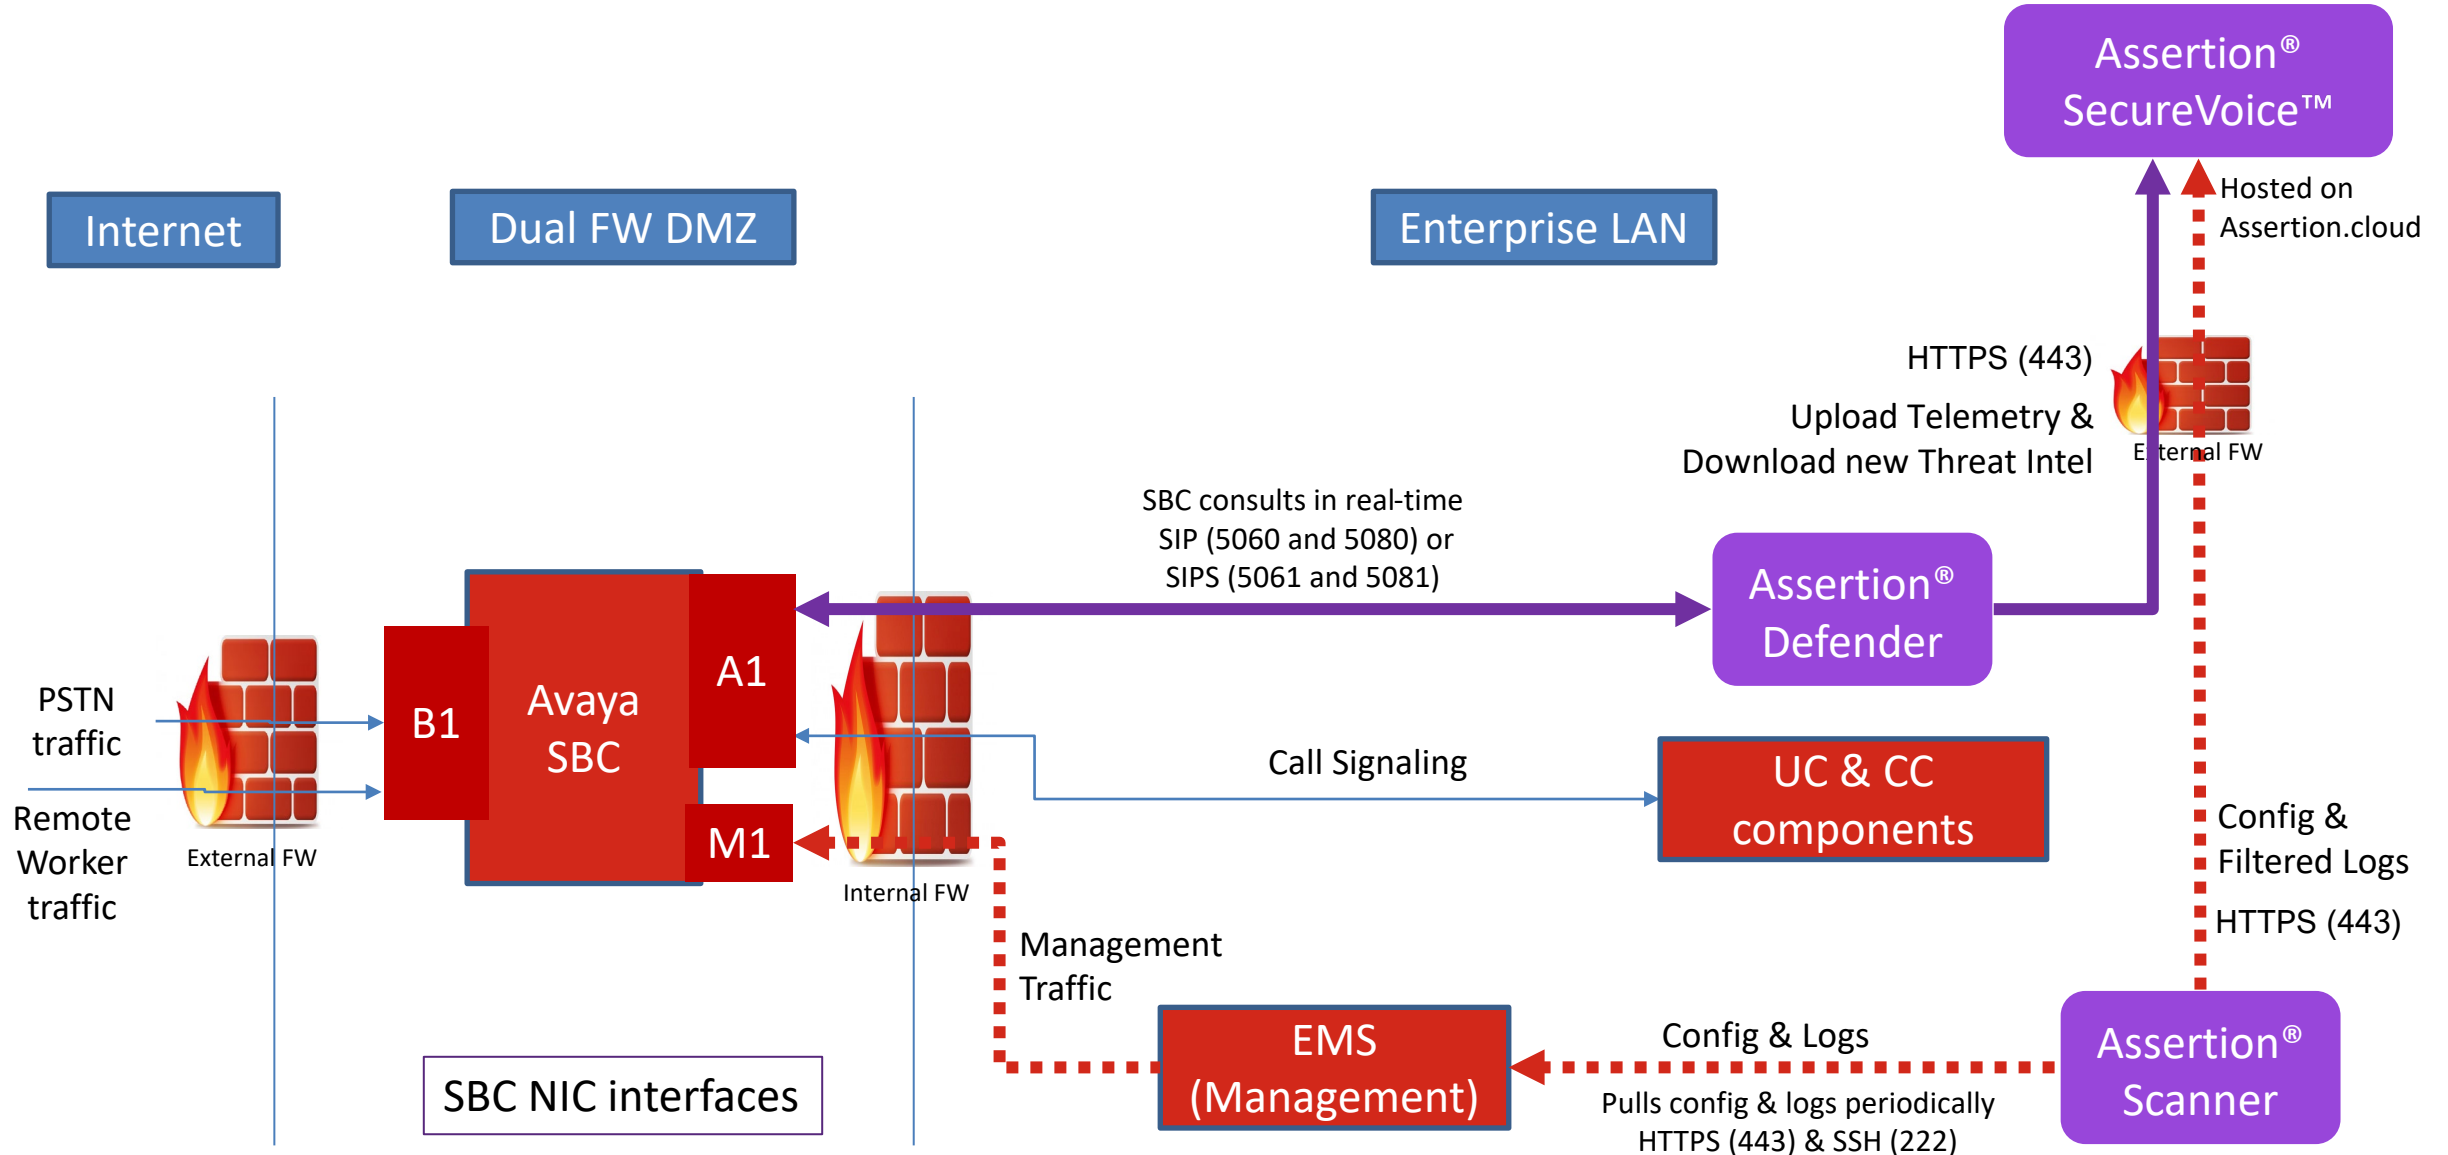 Assertion®
SecureVoice™
Hosted on
Assertion.cloud
Internet
Dual FW DMZ
Enterprise LAN
HTTPS (443)
Upload Telemetry &
Download new Threat Intel
External FW
SBC consults in real-time
SIP (5060 and 5080) or
SIPS (5061 and 5081)
Assertion®
Defender
PSTN
traffic
Remote
Worker
traffic
External FW
B1
Avaya
SBC
A1
M1
Internal FW
Call Signaling
UC & CC
components
Config &
Filtered Logs
HTTPS (443)
Management
Traffic
SBC NIC interfaces
EMS
(Management)
Config & Logs
Pulls config & logs periodically
HTTPS (443) & SSH (222)
Assertion®
Scanner